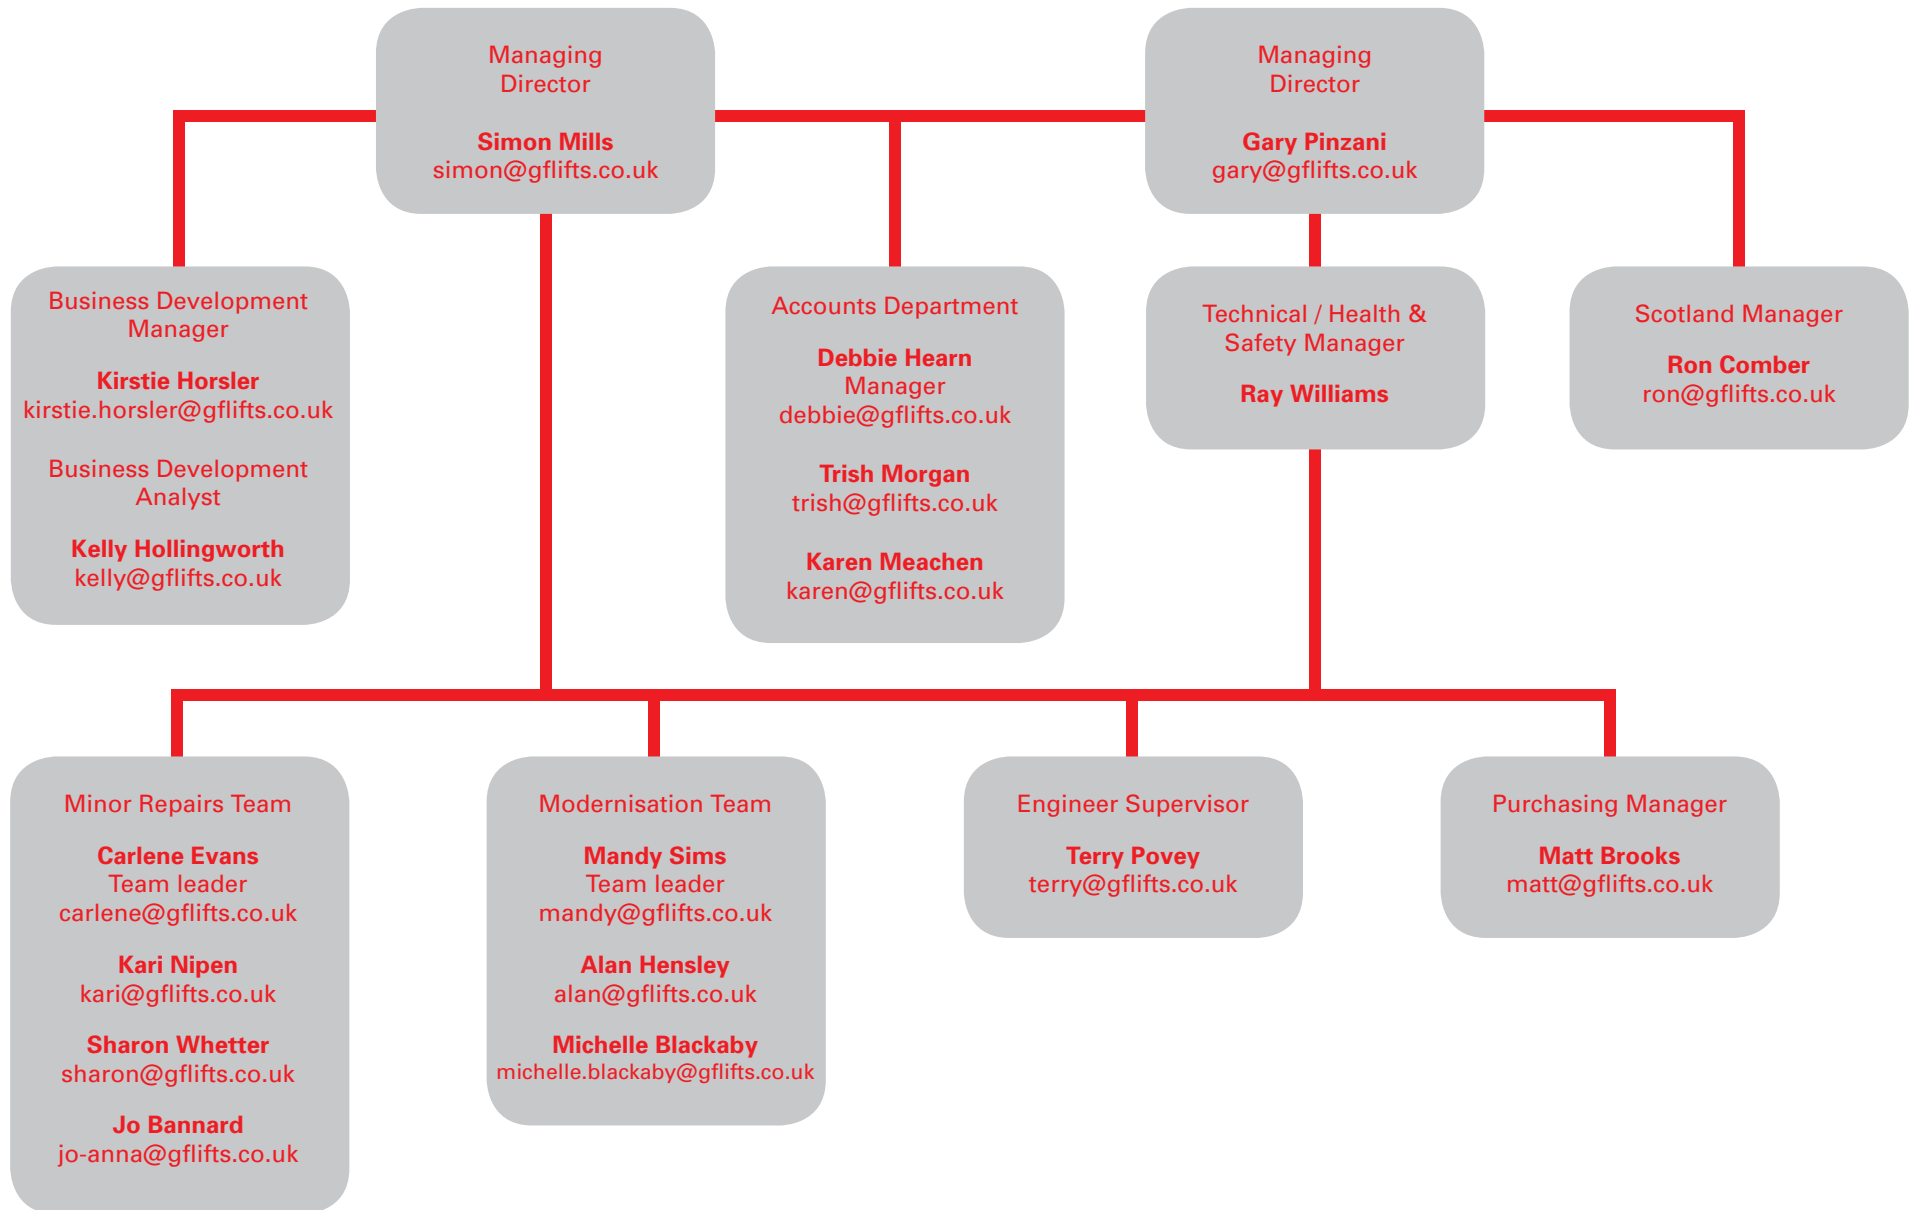 Managing
Director
Simon Mills
simon@gflifts.co.uk
Managing
Director
Gary Pinzani
gary@gflifts.co.uk
Business Development
Manager
Kirstie Horsler
kirstie.horsler@gflifts.co.uk
Business Development
Analyst
Kelly Hollingworth
kelly@gflifts.co.uk
Accounts Department
Debbie Hearn
Manager
debbie@gflifts.co.uk
Trish Morgan
trish@gflifts.co.uk
Karen Meachen
karen@gflifts.co.uk
Technical / Health &
Safety Manager
Ray Williams
Scotland Manager
Ron Comber
ron@gflifts.co.uk
Minor Repairs Team
Carlene Evans
Team leader
carlene@gflifts.co.uk
Kari Nipen
kari@gflifts.co.uk
Sharon Whetter
sharon@gflifts.co.uk
Jo Bannard
jo-anna@gflifts.co.uk
Modernisation Team
Mandy Sims
Team leader
mandy@gflifts.co.uk
Alan Hensley
alan@gflifts.co.uk
Michelle Blackaby
michelle.blackaby@gflifts.co.uk
Engineer Supervisor
Terry Povey
terry@gflifts.co.uk
Purchasing Manager
Matt Brooks
matt@gflifts.co.uk